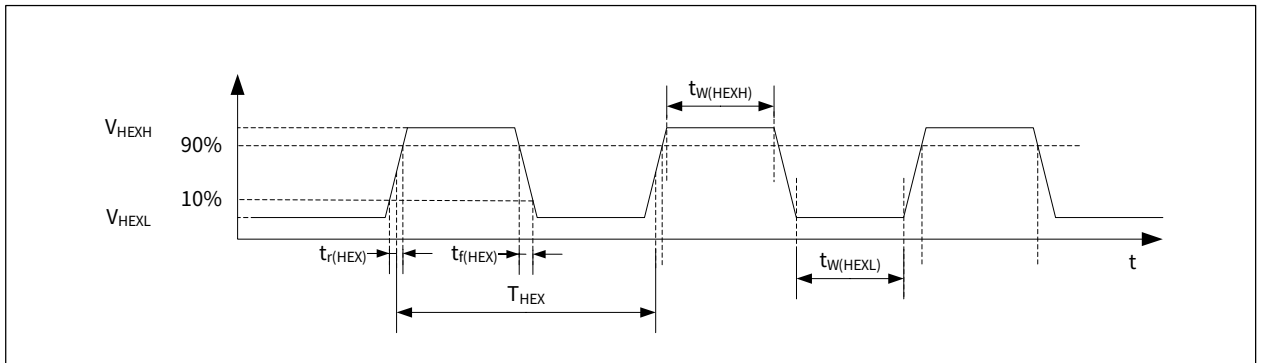 t_W(HEXH)
V_HEXH
90%
10%
V_HEXL
t_r(HEX)
t_f(HEX)
t
t_W(HEXL)
T_HEX